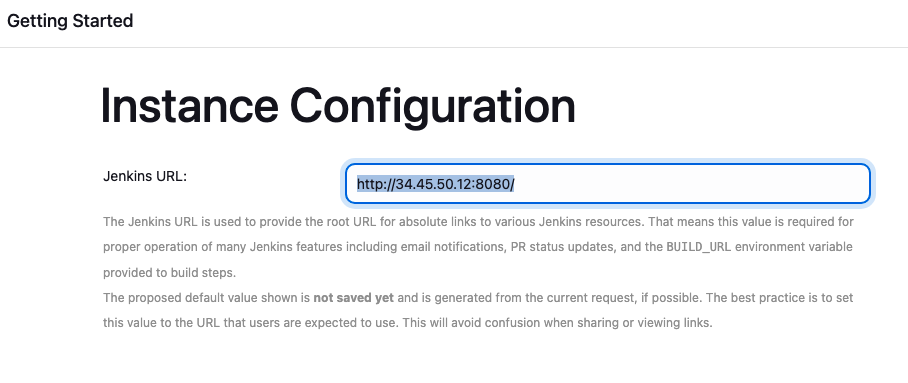 Getting Started
Instance Configuration
Jenkins URL:
http://34.45.50.12:8080/
The Jenkins URL is used to provide the root URL for absolute links to various Jenkins resources. That means this value is required for
proper operation of many Jenkins features including email notifications, PR status updates, and the BUILD_URL environment variable
provided to build steps.
The proposed default value shown is not saved yet and is generated from the current request, if possible. The best practice is to set
this value to the URL that users are expected to use. This will avoid confusion when sharing or viewing links.